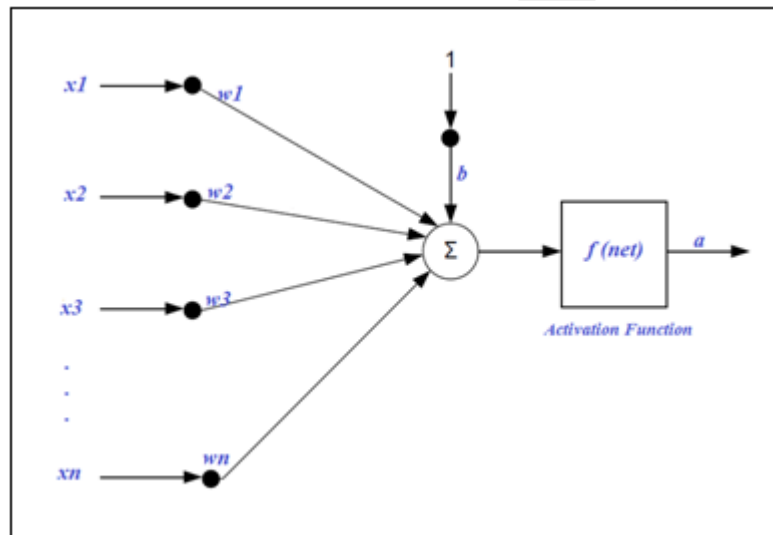 1
x1
w1
x2
w2
b
Σ
f (net)
a
x3
w3
Activation Function
.
.
.
xn
wn